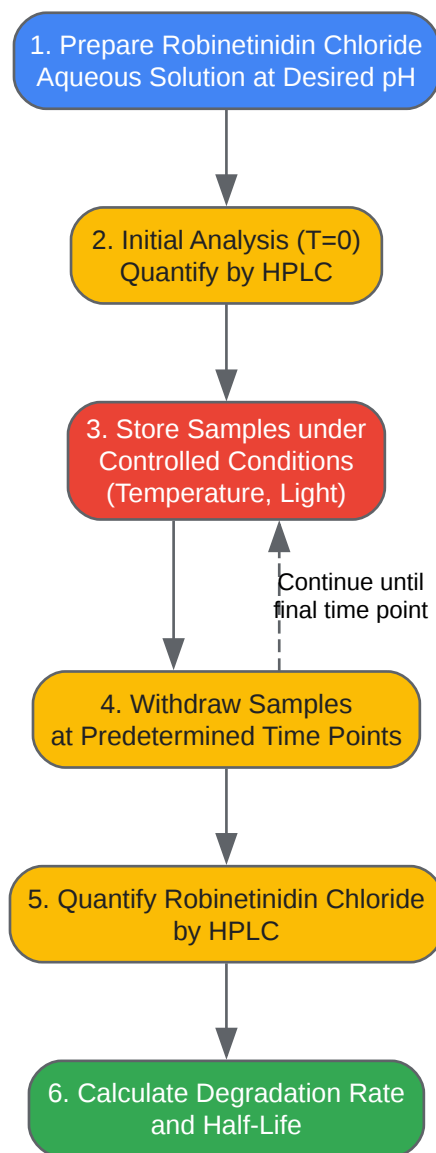 1. Prepare Robinetinidin Chloride
Aqueous Solution at Desired pH
2. Initial Analysis (T=0)
Quantify by HPLC
3. Store Samples under
Controlled Conditions
(Temperature, Light)
Continue until
final time point
4. Withdraw Samples
at Predetermined Time Points
5. Quantify Robinetinidin Chloride
by HPLC
6. Calculate Degradation Rate
and Half-Life